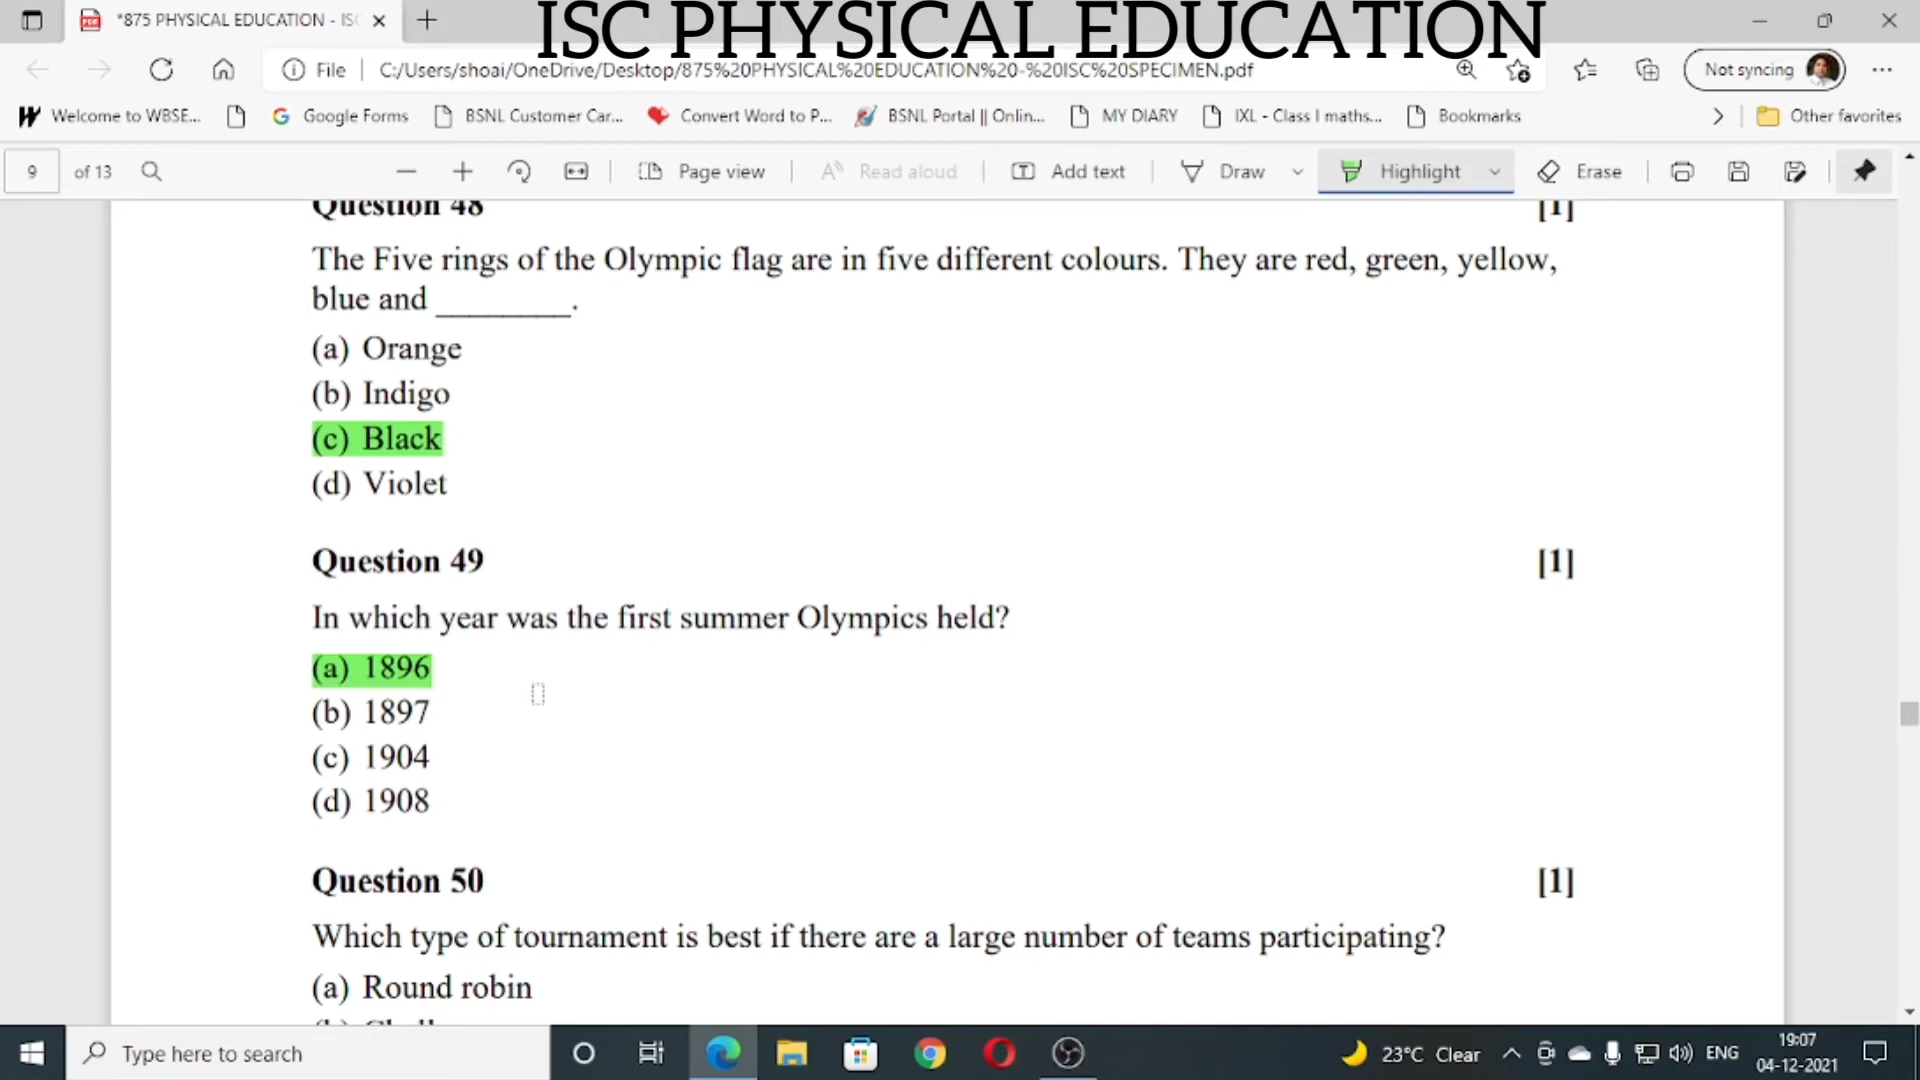 *875 PHYSICAL EDUCATION - ISC
ISC PHYSICAL EDUCATION
File
C:/Users/shoai/OneDrive/Desktop/875%20PHYSICAL%20EDUCATION%20-%20ISC%20SPECIMEN.pdf
Not syncing
Welcome to WBSE...
Google Forms
BSNL Customer Car...
Convert Word to P...
BSNL Portal || Onlin...
MY DIARY
IXL - Class I maths...
Bookmarks
Other favorites
9 of 13
Page view
Read aloud
Add text
Draw
Highlight
Erase
Question 48 [1]
The Five rings of the Olympic flag are in five different colours. They are red, green, yellow,
blue and ________.
(a) Orange
(b) Indigo
(c) Black
(d) Violet
Question 49 [1]
In which year was the first summer Olympics held?
(a) 1896
(b) 1897
(c) 1904
(d) 1908
Question 50 [1]
Which type of tournament is best if there are a large number of teams participating?
(a) Round robin
Type here to search
23°C Clear
ENG
19:07
04-12-2021